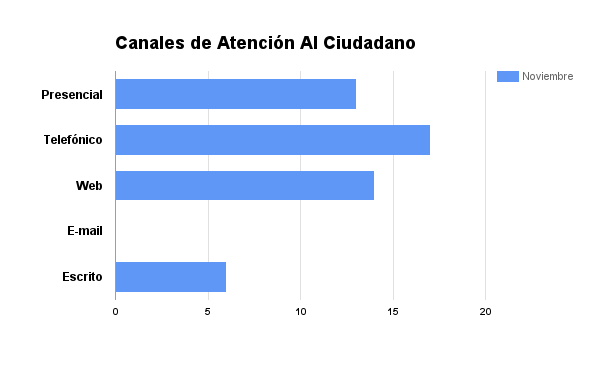 Canales de Atención Al Ciudadano
Noviembre
Presencial
Telefónico
Web
E-mail
Escrito
0 5 10 15 20